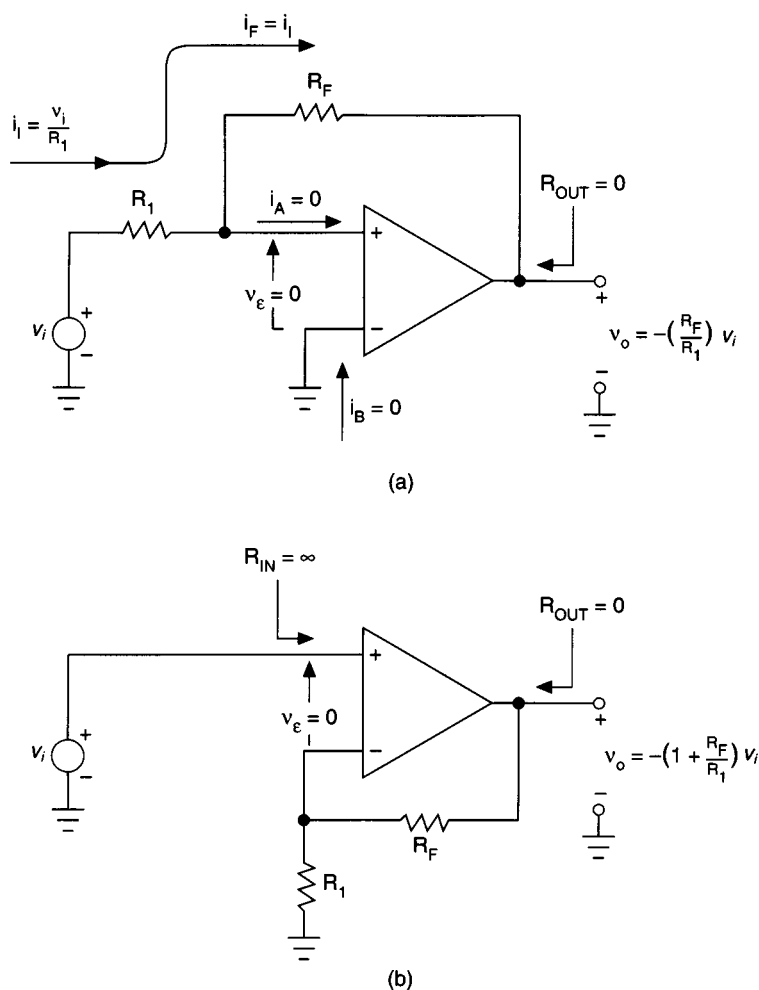 i_F = i_I
R_F
i_I = v_i/R_1
R_1
i_A = 0
R_OUT = 0
+
+
v_i
−
v_ε = 0
−
+
v_o = −(R_F/R_1) v_i
−
i_B = 0
(a)
R_IN = ∞
R_OUT = 0
+
v_ε = 0
+
v_i
−
−
+
v_o = −(1 + R_F/R_1) v_i
−
R_F
R_1
(b)